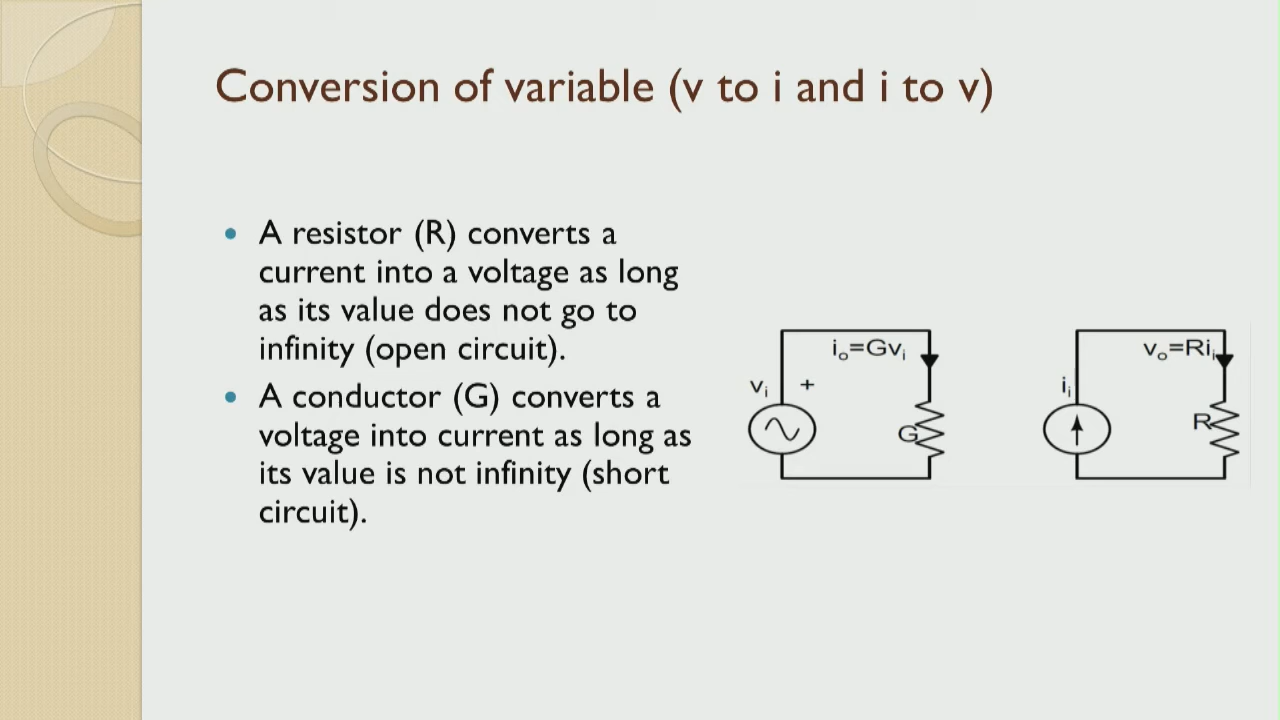 Conversion of variable (v to i and i to v)
• A resistor (R) converts a
current into a voltage as long
as its value does not go to
infinity (open circuit).
• A conductor (G) converts a
voltage into current as long as
its value is not infinity (short
circuit).
iₒ=Gvᵢ
vᵢ +
G
vₒ=Riᵢ
iᵢ
R